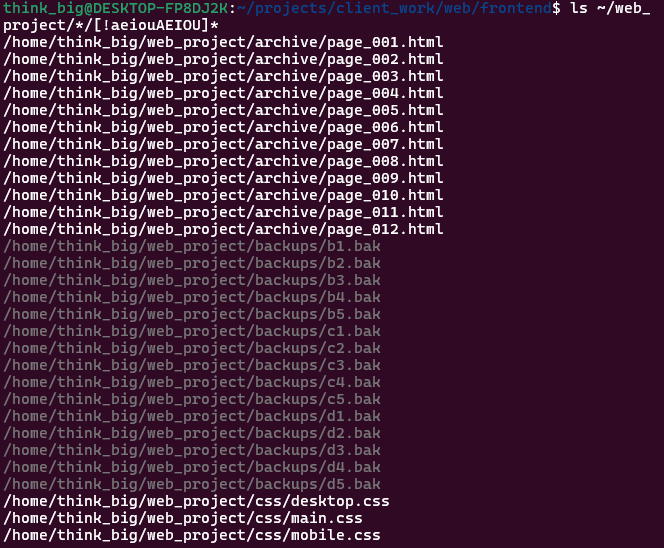 think_big@DESKTOP-FP8DJ2K:~/projects/client_work/web/frontend$ ls ~/web_
project/*/[!aeiouAEIOU]*
/home/think_big/web_project/archive/page_001.html
/home/think_big/web_project/archive/page_002.html
/home/think_big/web_project/archive/page_003.html
/home/think_big/web_project/archive/page_004.html
/home/think_big/web_project/archive/page_005.html
/home/think_big/web_project/archive/page_006.html
/home/think_big/web_project/archive/page_007.html
/home/think_big/web_project/archive/page_008.html
/home/think_big/web_project/archive/page_009.html
/home/think_big/web_project/archive/page_010.html
/home/think_big/web_project/archive/page_011.html
/home/think_big/web_project/archive/page_012.html
/home/think_big/web_project/backups/b1.bak
/home/think_big/web_project/backups/b2.bak
/home/think_big/web_project/backups/b3.bak
/home/think_big/web_project/backups/b4.bak
/home/think_big/web_project/backups/b5.bak
/home/think_big/web_project/backups/c1.bak
/home/think_big/web_project/backups/c2.bak
/home/think_big/web_project/backups/c3.bak
/home/think_big/web_project/backups/c4.bak
/home/think_big/web_project/backups/c5.bak
/home/think_big/web_project/backups/d1.bak
/home/think_big/web_project/backups/d2.bak
/home/think_big/web_project/backups/d3.bak
/home/think_big/web_project/backups/d4.bak
/home/think_big/web_project/backups/d5.bak
/home/think_big/web_project/css/desktop.css
/home/think_big/web_project/css/main.css
/home/think_big/web_project/css/mobile.css